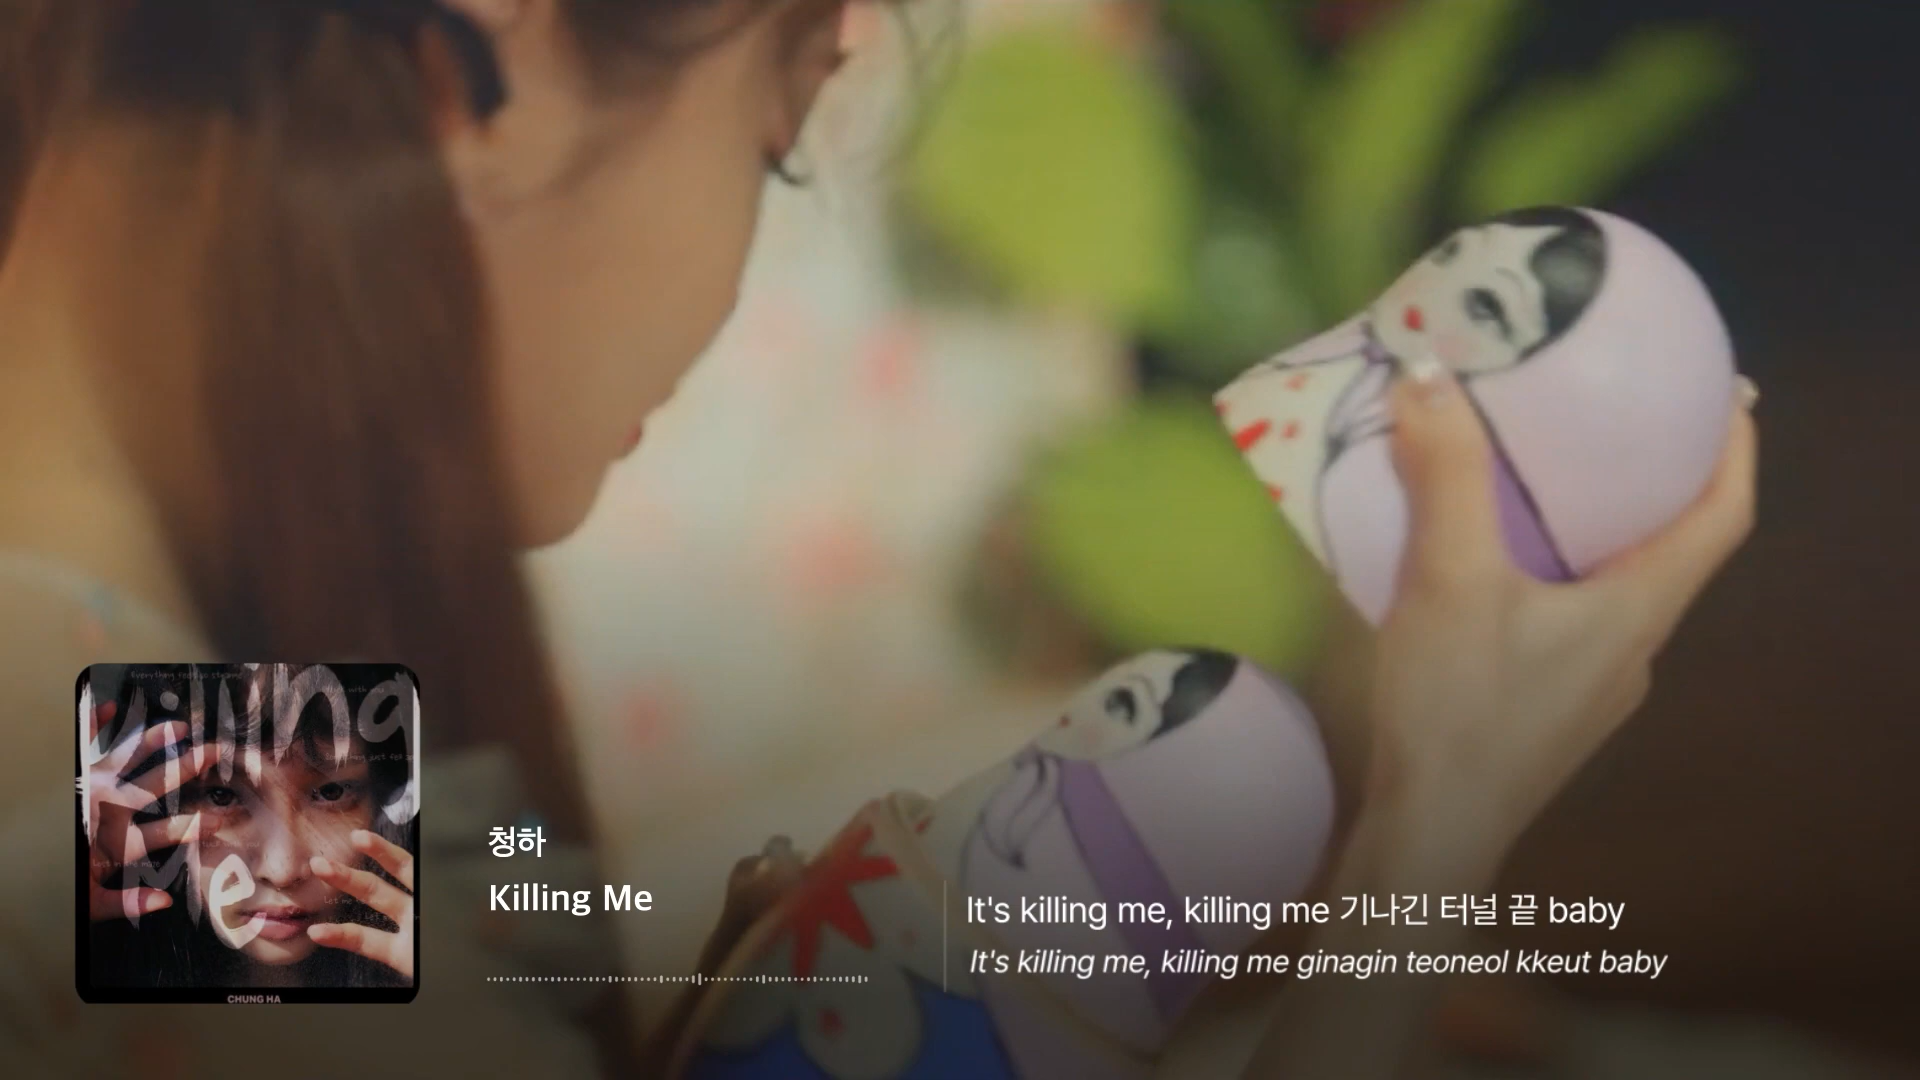 Killing
Me
CHUNG HA
청하
Killing Me
It's killing me, killing me 기나긴 터널 끝 baby
It's killing me, killing me ginagin teoneol kkeut baby